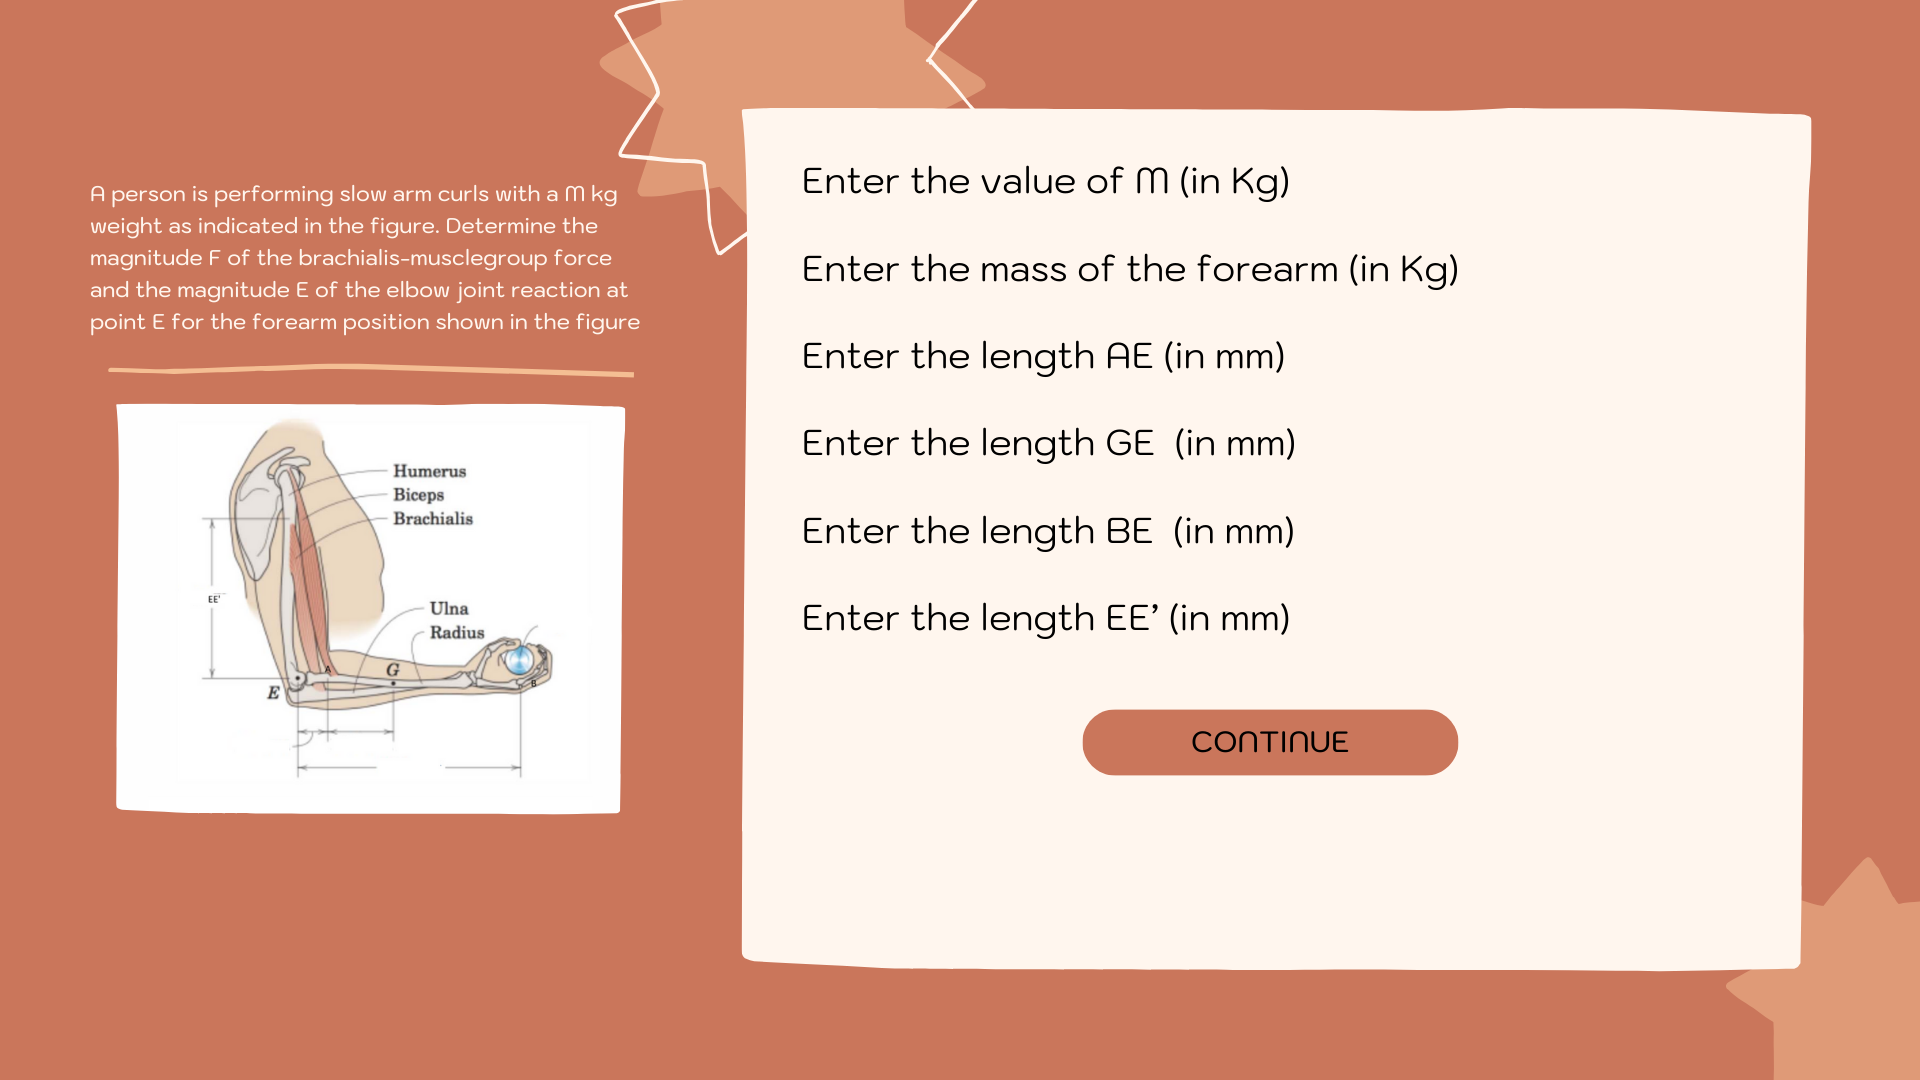 A person is performing slow arm curls with a M kg
weight as indicated in the figure. Determine the
magnitude F of the brachialis-musclegroup force
and the magnitude E of the elbow joint reaction at
point E for the forearm position shown in the figure
Humerus
Biceps
Brachialis
EE'
Ulna
Radius
A
G
E
B
Enter the value of M (in Kg)
Enter the mass of the forearm (in Kg)
Enter the length AE (in mm)
Enter the length GE (in mm)
Enter the length BE (in mm)
Enter the length EE’ (in mm)
CONTINUE